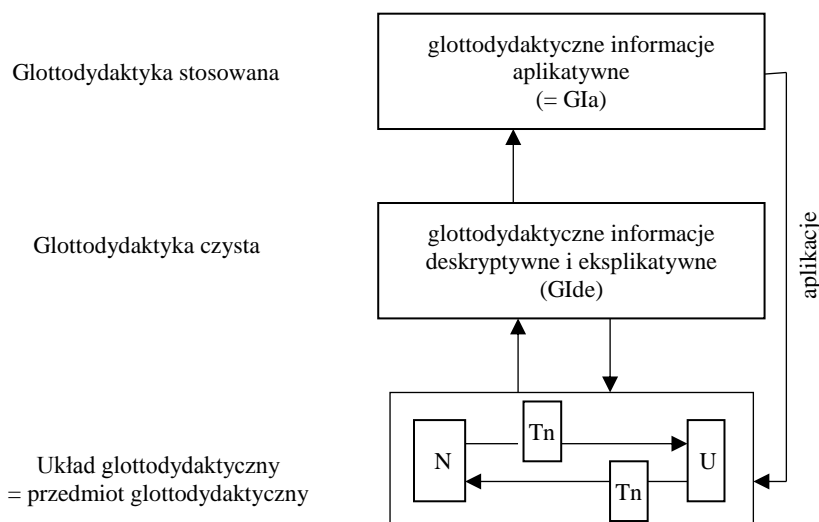 Glottodydaktyka stosowana
glottodydaktyczne informacje
aplikatywne
(= GIa)
Glottodydaktyka czysta
glottodydaktyczne informacje
deskryptywne i eksplikatywne
(GIde)
aplikacje
Układ glottodydaktyczny
= przedmiot glottodydaktyczny
N
Tn
U
Tn